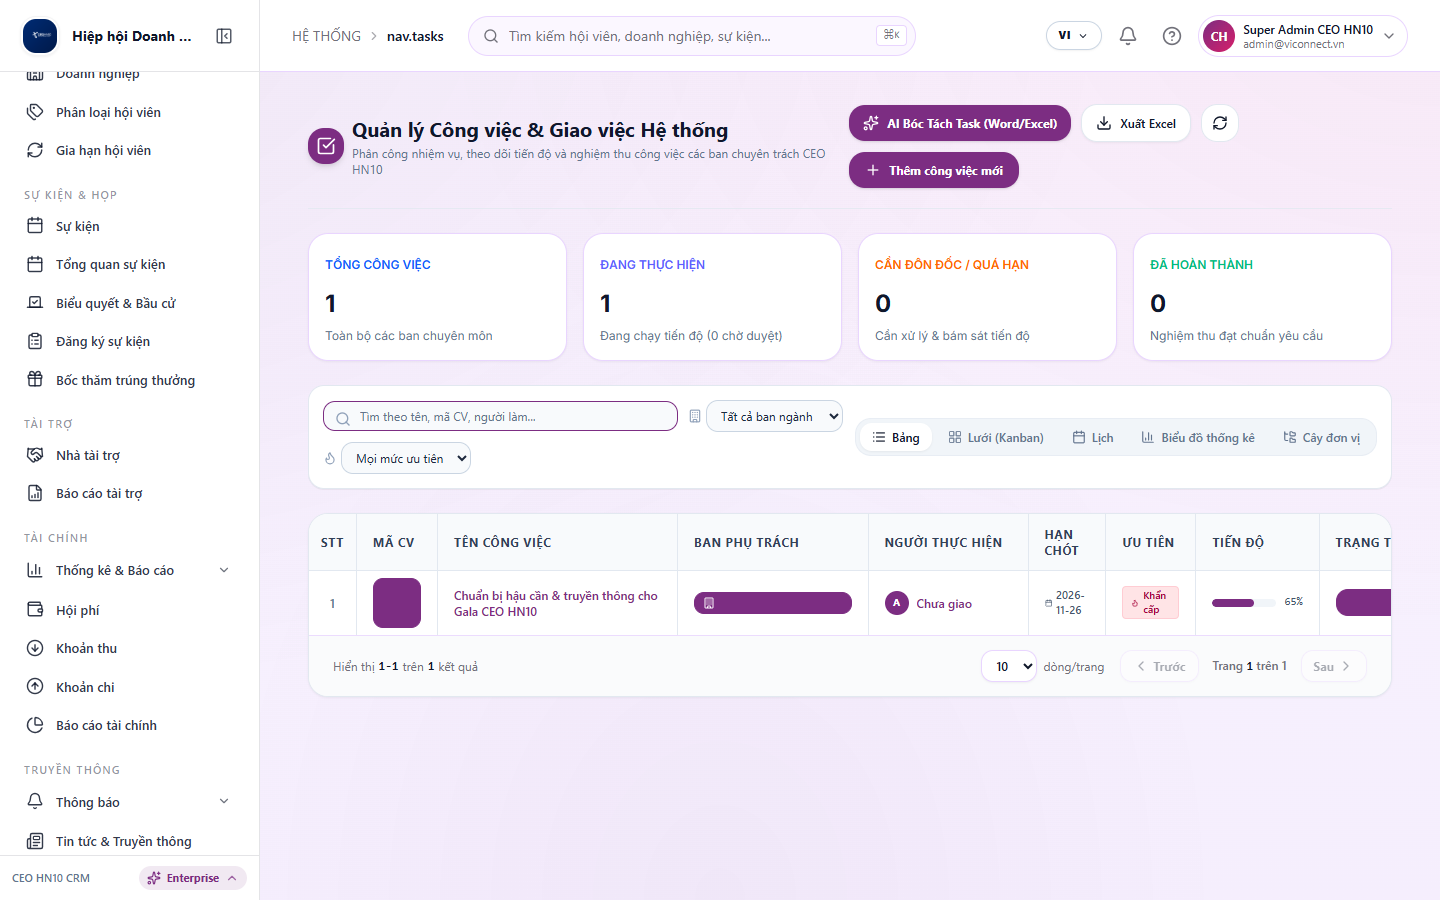 Hiệp hội Doanh ...
HỆ THỐNG > nav.tasks
Tìm kiếm hội viên, doanh nghiệp, sự kiện...
⌘K
VI
CH
Super Admin CEO HN10
admin@viconnect.vn
Doanh nghiệp
Phân loại hội viên
Gia hạn hội viên
SỰ KIỆN & HỌP
Sự kiện
Tổng quan sự kiện
Biểu quyết & Bầu cử
Đăng ký sự kiện
Bốc thăm trúng thưởng
TÀI TRỢ
Nhà tài trợ
Báo cáo tài trợ
TÀI CHÍNH
Thống kê & Báo cáo
Hội phí
Khoản thu
Khoản chi
Báo cáo tài chính
TRUYỀN THÔNG
Thông báo
Tin tức & Truyền thông
CEO HN10 CRM
Enterprise
Quản lý Công việc & Giao việc Hệ thống
Phân công nhiệm vụ, theo dõi tiến độ và nghiệm thu công việc các ban chuyên trách CEO
HN10
AI Bóc Tách Task (Word/Excel)
Xuất Excel
Thêm công việc mới
TỔNG CÔNG VIỆC
1
Toàn bộ các ban chuyên môn
ĐANG THỰC HIỆN
1
Đang chạy tiến độ (0 chờ duyệt)
CẦN ĐÔN ĐỐC / QUÁ HẠN
0
Cần xử lý & bám sát tiến độ
ĐÃ HOÀN THÀNH
0
Nghiệm thu đạt chuẩn yêu cầu
Tìm theo tên, mã CV, người làm...
Tất cả ban ngành
Mọi mức ưu tiên
Bảng
Lưới (Kanban)
Lịch
Biểu đồ thống kê
Cây đơn vị
STT
MÃ CV
TÊN CÔNG VIỆC
BAN PHỤ TRÁCH
NGƯỜI THỰC HIỆN
HẠN
CHÓT
ƯU TIÊN
TIẾN ĐỘ
TRẠNG T
1
Chuẩn bị hậu cần & truyền thông cho
Gala CEO HN10
A
Chưa giao
2026-
11-26
Khẩn
cấp
65%
Hiển thị 1-1 trên 1 kết quả
10
dòng/trang
Trước
Trang 1 trên 1
Sau